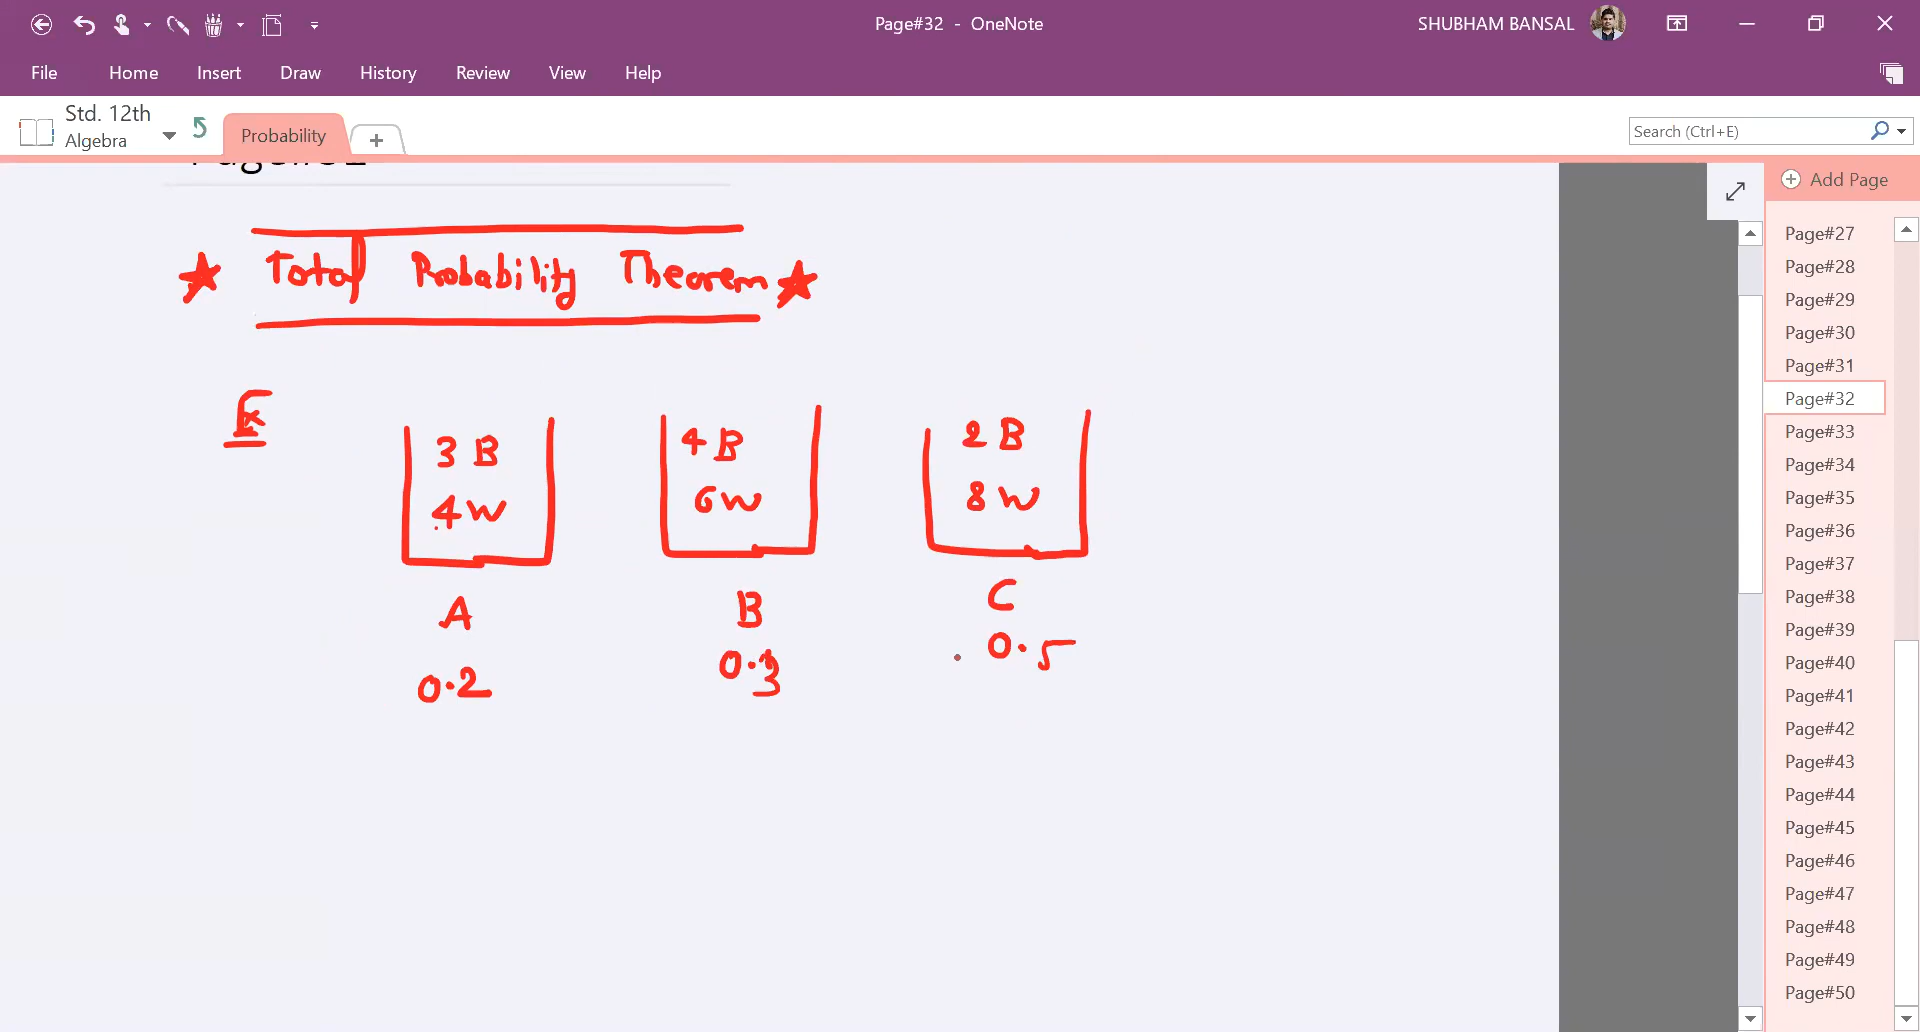 Page#32 - OneNote
SHUBHAM BANSAL
File Home Insert Draw History Review View Help
Std. 12th
Algebra
Probability
Search (Ctrl+E)
Add Page
Total Probability Theorem
Ex
3 B
4 W
A
0.2
4 B
6 W
B
0.3
2 B
8 W
C
0.5
Page#27
Page#28
Page#29
Page#30
Page#31
Page#32
Page#33
Page#34
Page#35
Page#36
Page#37
Page#38
Page#39
Page#40
Page#41
Page#42
Page#43
Page#44
Page#45
Page#46
Page#47
Page#48
Page#49
Page#50